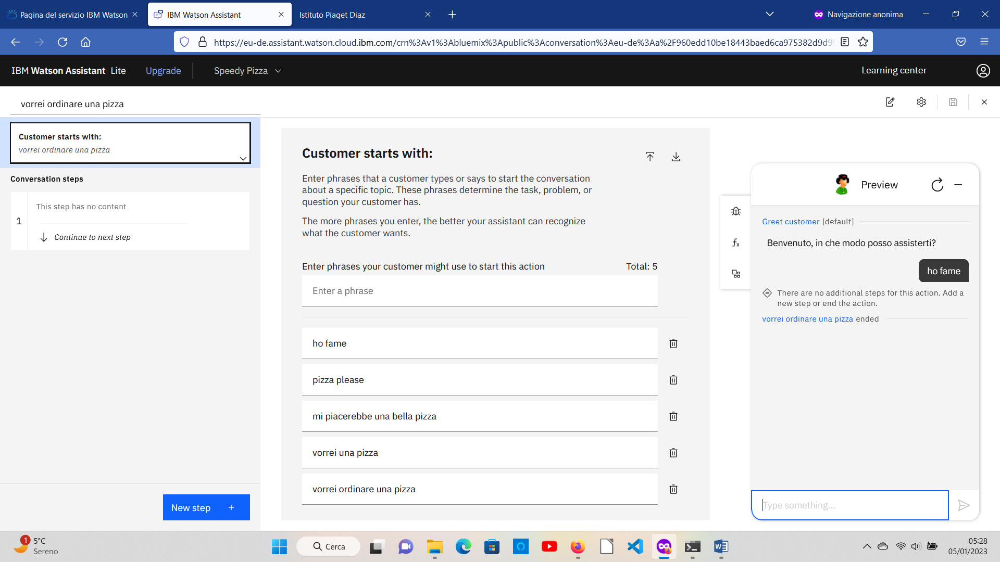 Pagina del servizio IBM Watson
IBM Watson Assistant
Istituto Piaget Diaz
Navigazione anonima
https://eu-de.assistant.watson.cloud.ibm.com/crn%3Av1%3Abluemix%3Apublic%3Aconversation%3Aeu-de%3Aa%2F960edd10be18443baed6ca975382d9d9
IBM Watson Assistant Lite
Upgrade
Speedy Pizza
Learning center
vorrei ordinare una pizza
Customer starts with:
vorrei ordinare una pizza
Conversation steps
1
This step has no content
Continue to next step
New step +
Customer starts with:
Enter phrases that a customer types or says to start the conversation
about a specific topic. These phrases determine the task, problem, or
question your customer has.
The more phrases you enter, the better your assistant can recognize
what the customer wants.
Enter phrases your customer might use to start this action
Total: 5
Enter a phrase
ho fame
pizza please
mi piacerebbe una bella pizza
vorrei una pizza
vorrei ordinare una pizza
Preview
Greet customer [default]
Benvenuto, in che modo posso assisterti?
ho fame
There are no additional steps for this action. Add a
new step or end the action.
vorrei ordinare una pizza ended
Type something...
1
5°C
Sereno
Cerca
05:28
05/01/2023